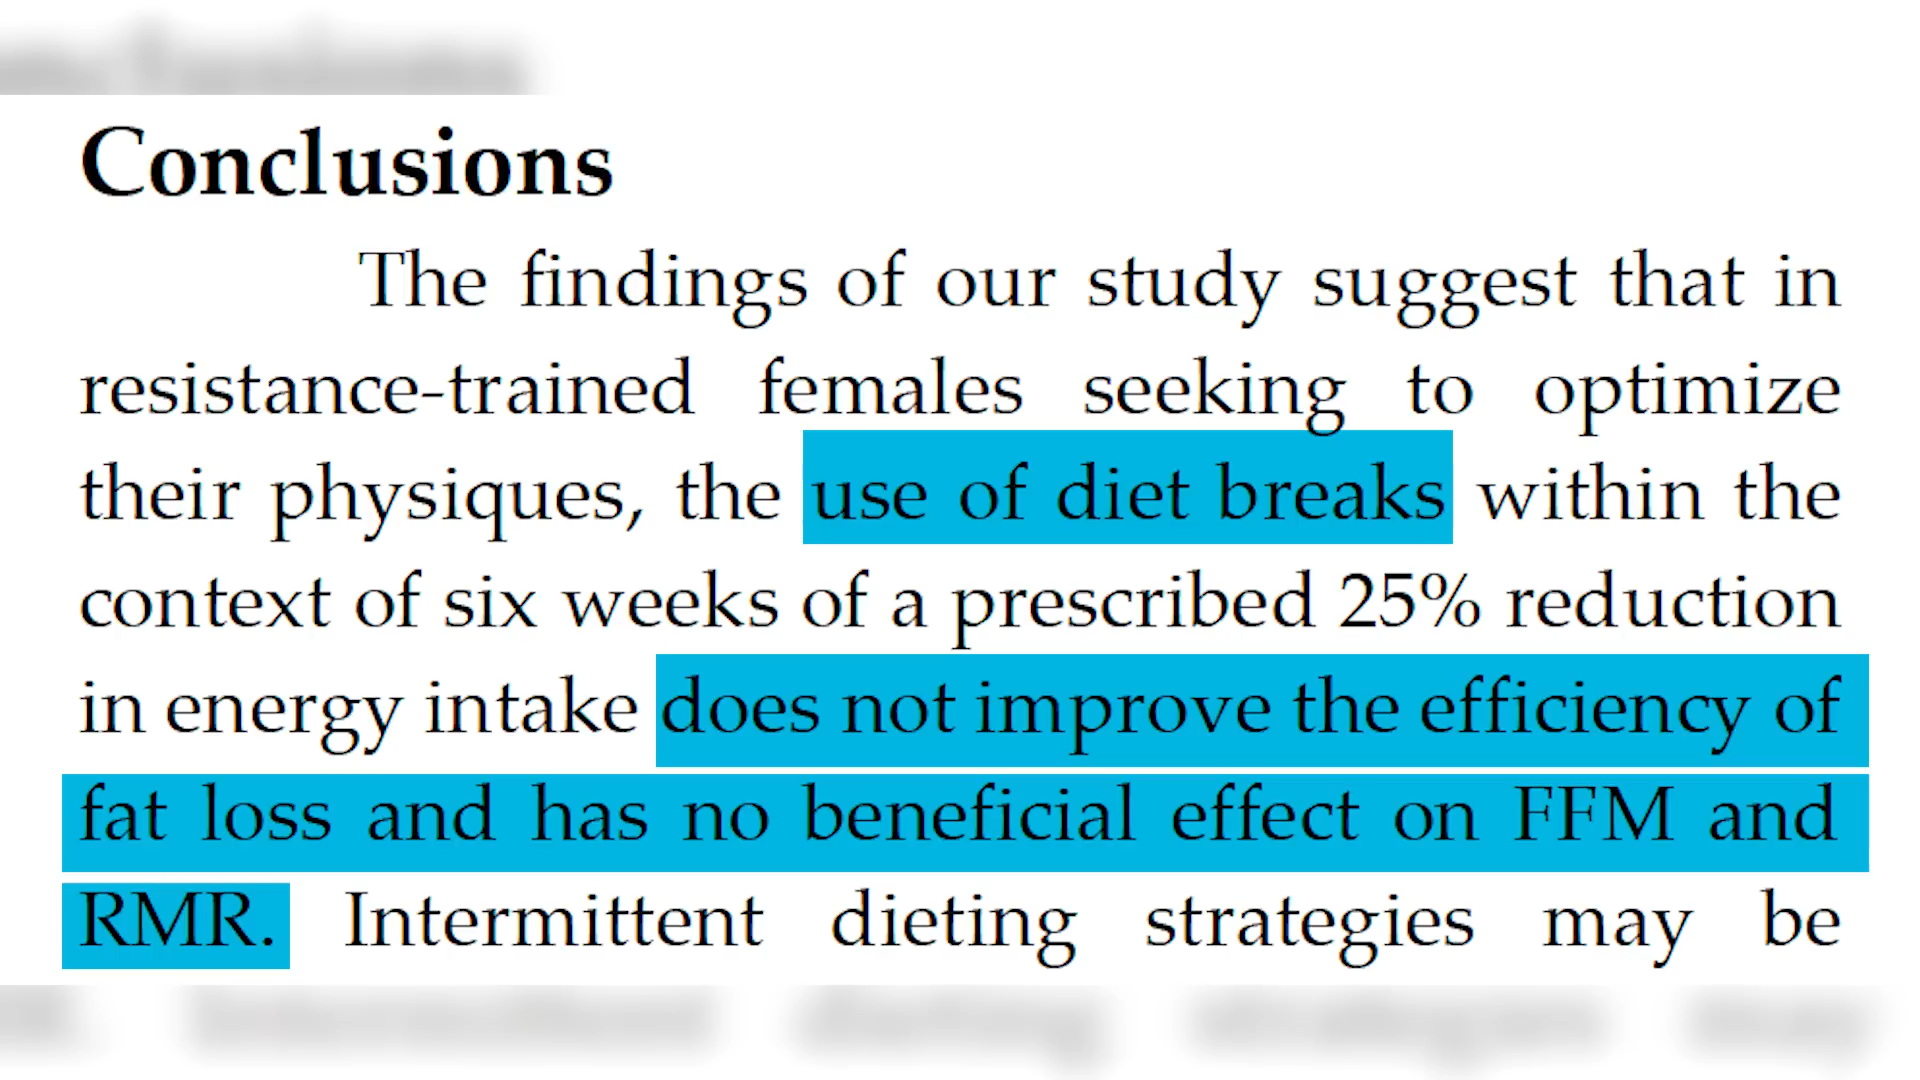 Conclusions
The findings of our study suggest that in
resistance-trained females seeking to optimize
their physiques, the use of diet breaks within the
context of six weeks of a prescribed 25% reduction
in energy intake does not improve the efficiency of
fat loss and has no beneficial effect on FFM and
RMR. Intermittent dieting strategies may be